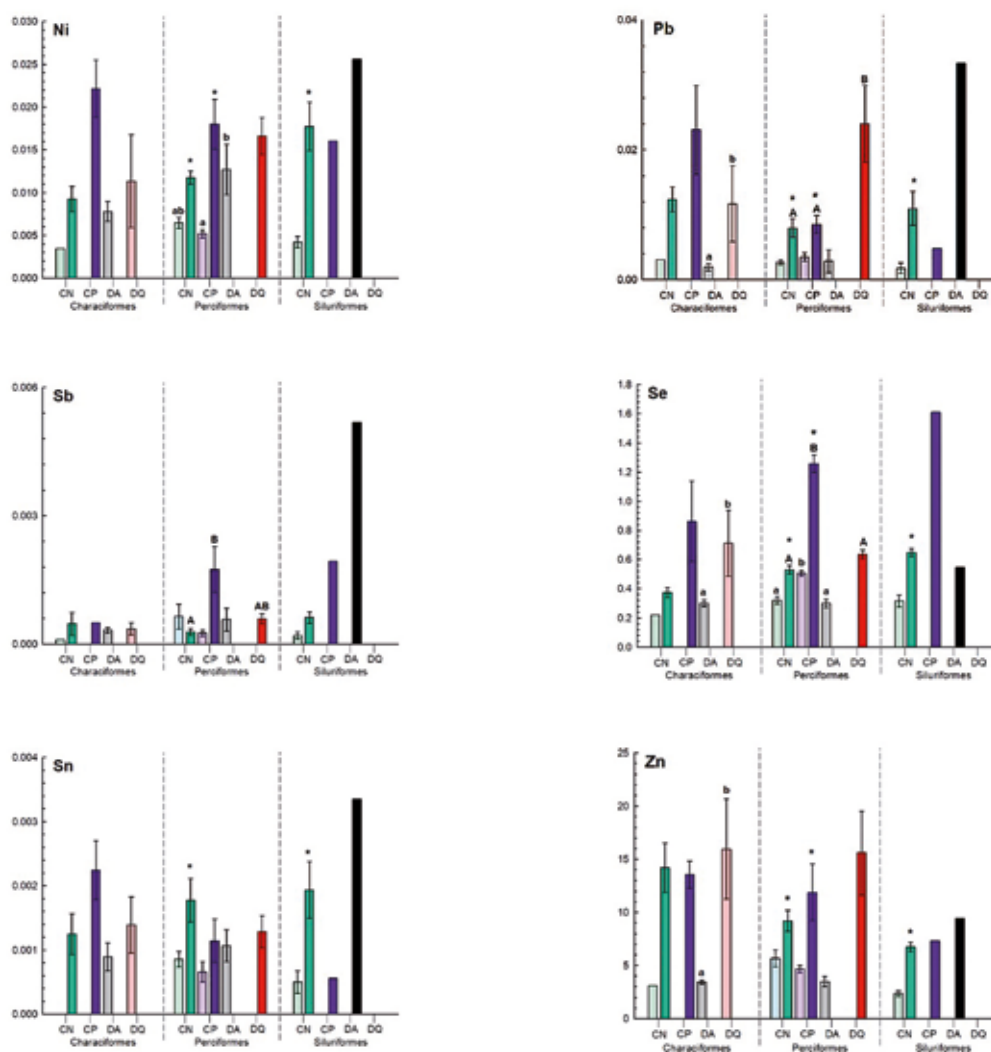 Ni
0.030
0.025
0.020
0.015
0.010
0.005
0.000
ab * a * b *
CN CP DA DQ CN CP DA DQ CN CP DA DQ
Characiformes Perciformes Siluriformes
Pb
0.04
0.02
0.00
a b * A * A B *
CN CP DA DQ CN CP DA DQ CN CP DA DQ
Characiformes Perciformes Siluriformes
Sb
0.006
0.003
0.000
A B AB
CN CP DA DQ CN CP DA DQ CN CP DA DQ
Characiformes Perciformes Siluriformes
Se
1.8
1.6
1.4
1.2
1.0
0.8
0.6
0.4
0.2
0.0
a b a * A b * B a A *
CN CP DA DQ CN CP DA DQ CN CP DA DQ
Characiformes Perciformes Siluriformes
Sn
0.004
0.003
0.002
0.001
0.000
* *
CN CP DA DQ CN CP DA DQ CN CP DA DQ
Characiformes Perciformes Siluriformes
Zn
25
20
15
10
5
0
a b * * *
CN CP DA DQ CN CP DA DQ CN CP DA DQ
Characiformes Perciformes Siluriformes